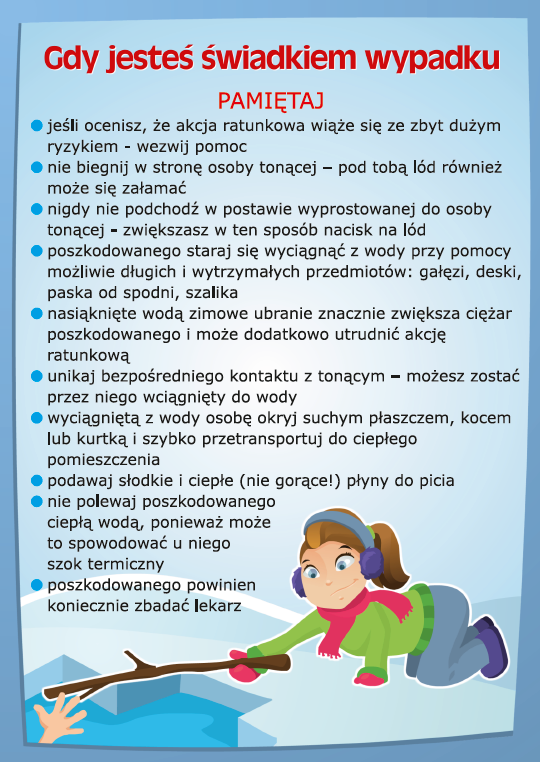 Gdy jesteś świadkiem wypadku
PAMIĘTAJ
● jeśli ocenisz, że akcja ratunkowa wiąże się ze zbyt dużym
ryzykiem - wezwij pomoc
● nie biegnij w stronę osoby tonącej – pod tobą lód również
może się załamać
● nigdy nie podchodź w postawie wyprostowanej do osoby
tonącej - zwiększasz w ten sposób nacisk na lód
● poszkodowanego staraj się wyciągnąć z wody przy pomocy
możliwie długich i wytrzymałych przedmiotów: gałęzi, deski,
paska od spodni, szalika
● nasiąknięte wodą zimowe ubranie znacznie zwiększa ciężar
poszkodowanego i może dodatkowo utrudnić akcję
ratunkową
● unikaj bezpośredniego kontaktu z tonącym – możesz zostać
przez niego wciągnięty do wody
● wyciągniętą z wody osobę okryj suchym płaszczem, kocem
lub kurtką i szybko przetransportuj do ciepłego
pomieszczenia
● podawaj słodkie i ciepłe (nie gorące!) płyny do picia
● nie polewaj poszkodowanego
ciepłą wodą, ponieważ może
to spowodować u niego
szok termiczny
● poszkodowanego powinien
koniecznie zbadać lekarz